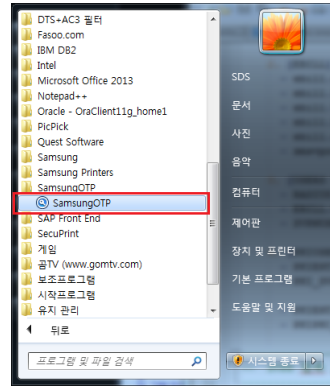 DTS+AC3 필터
Fasoo.com
IBM DB2
Intel
Microsoft Office 2013
Notepad++
Oracle - OraClient11g_home1
PicPick
Quest Software
Samsung
Samsung Printers
SamsungOTP
SamsungOTP
SAP Front End
SecuPrint
게임
곰TV (www.gomtv.com)
보조프로그램
시작프로그램
유지 관리
뒤로
프로그램 및 파일 검색
SDS
문서
사진
음악
컴퓨터
제어판
장치 및 프린터
기본 프로그램
도움말 및 지원
시스템 종료